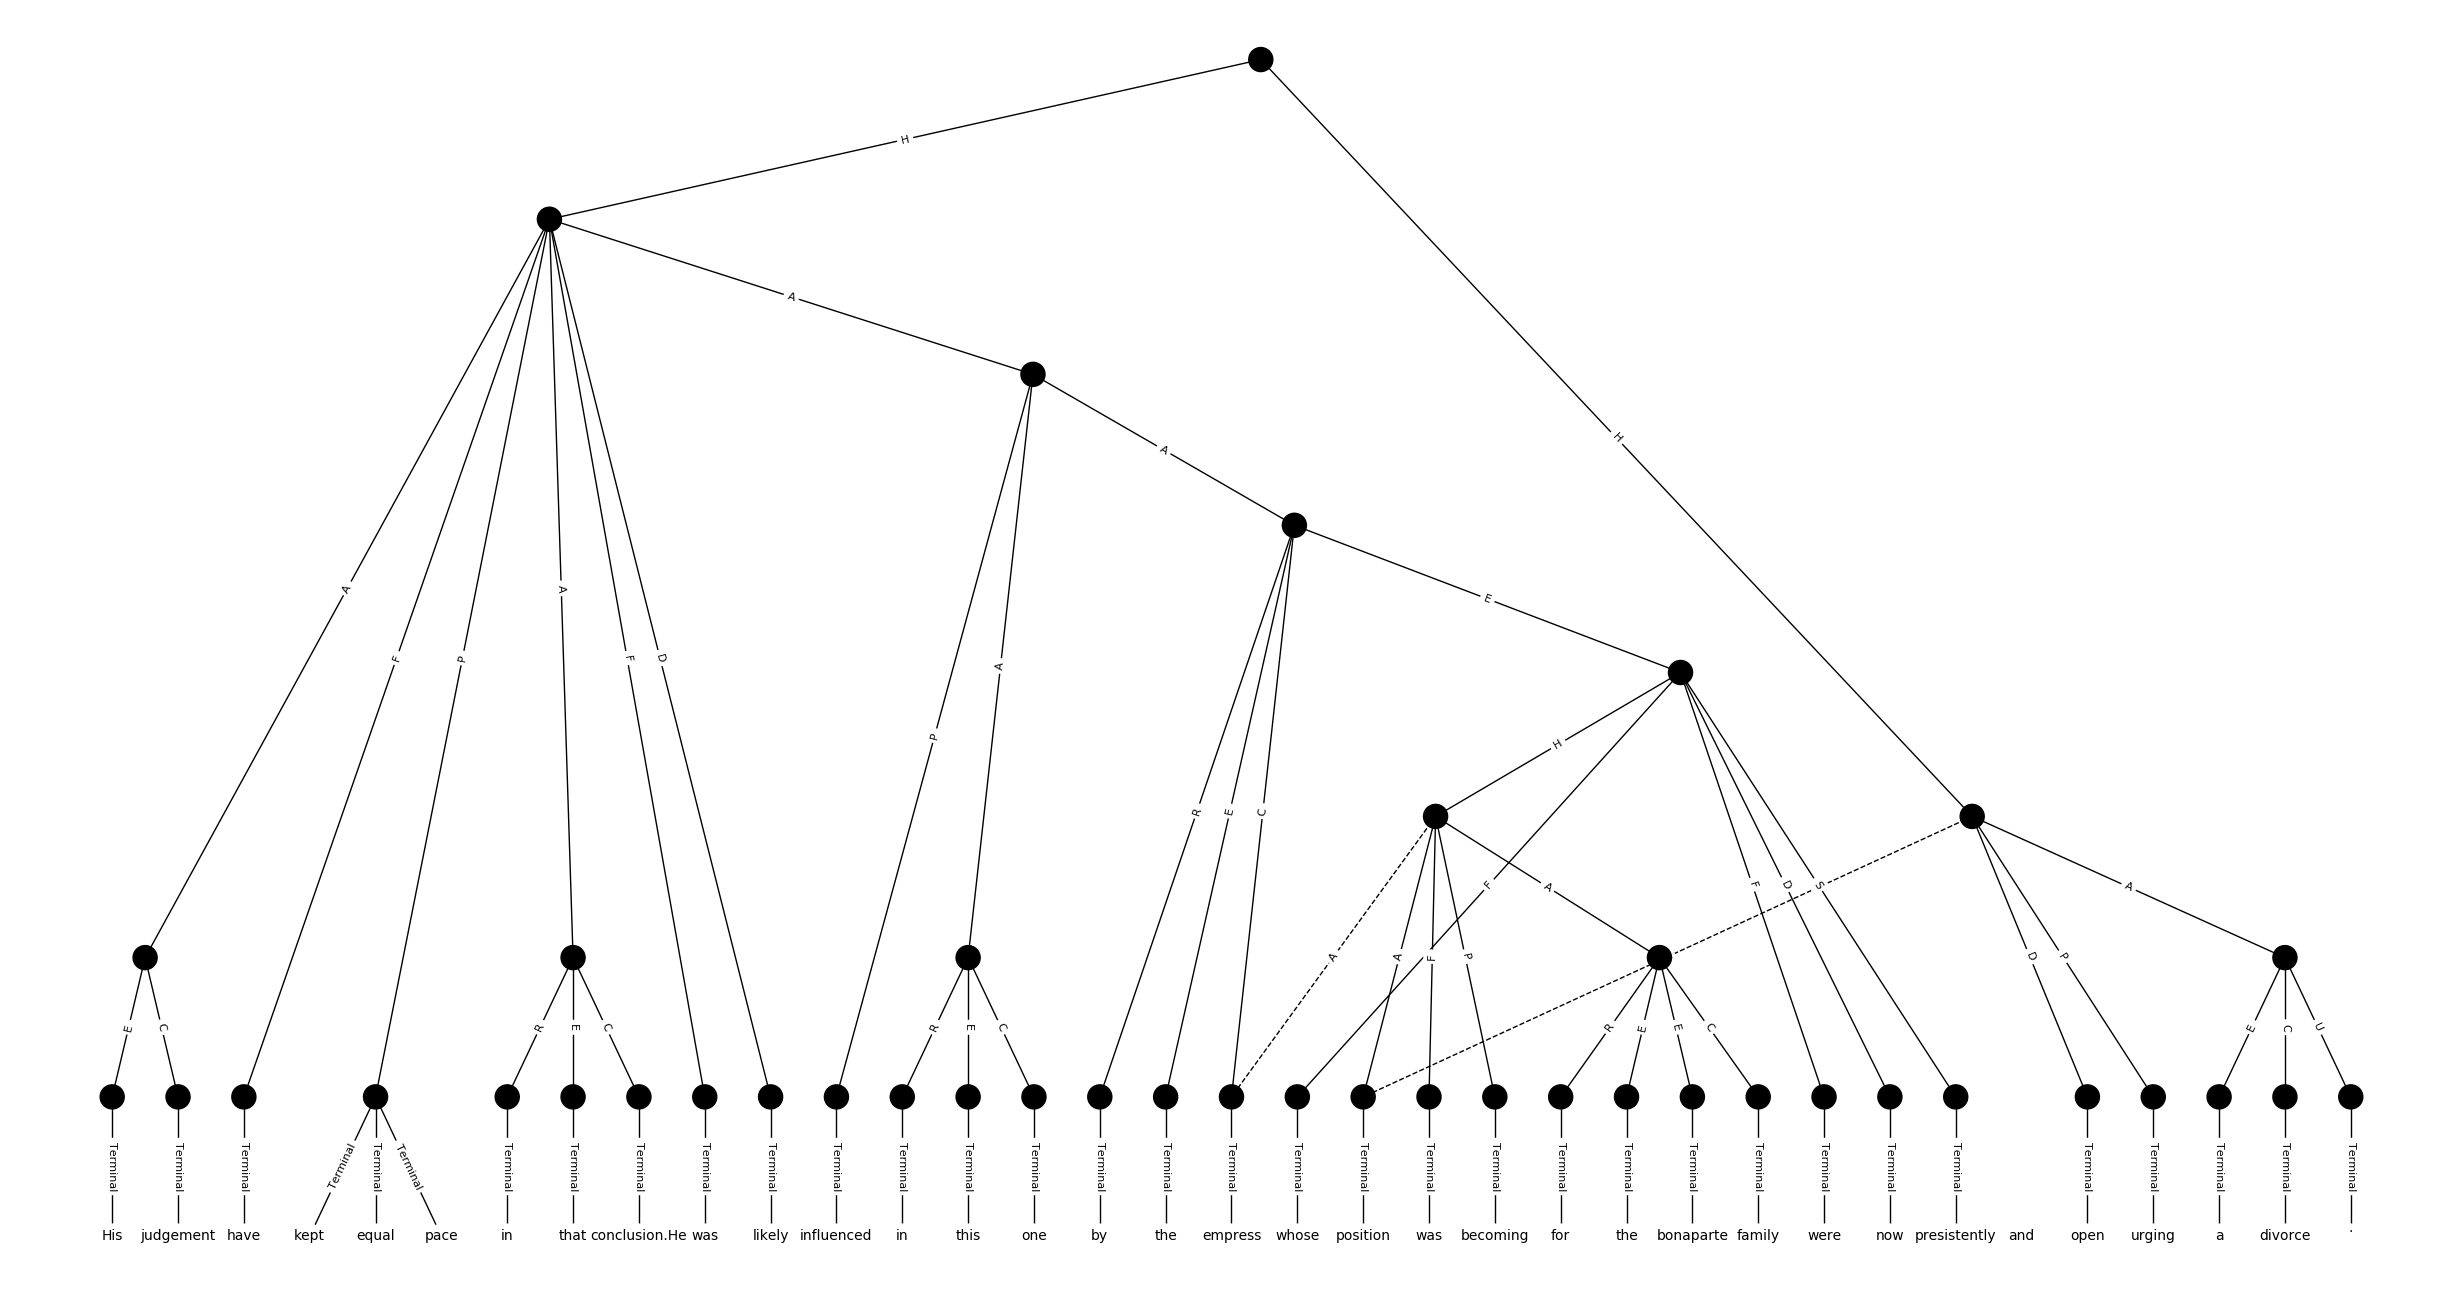 H
H
A
A
A
F
P
A
F
D
P
A
R
E
C
E
H
F
F
D
S
A
A
F
P
A
D
P
A
E
C
R
E
C
R
E
C
R
E
E
C
E
C
U
Terminal Terminal Terminal Terminal Terminal Terminal Terminal Terminal Terminal Terminal Terminal Terminal Terminal Terminal Terminal Terminal Terminal Terminal Terminal Terminal Terminal Terminal Terminal Terminal Terminal Terminal Terminal Terminal Terminal Terminal Terminal Terminal Terminal Terminal
His judgement have kept equal pace in that conclusion.He was likely influenced in this one by the empress whose position was becoming for the bonaparte family were now presistently and open urging a divorce .